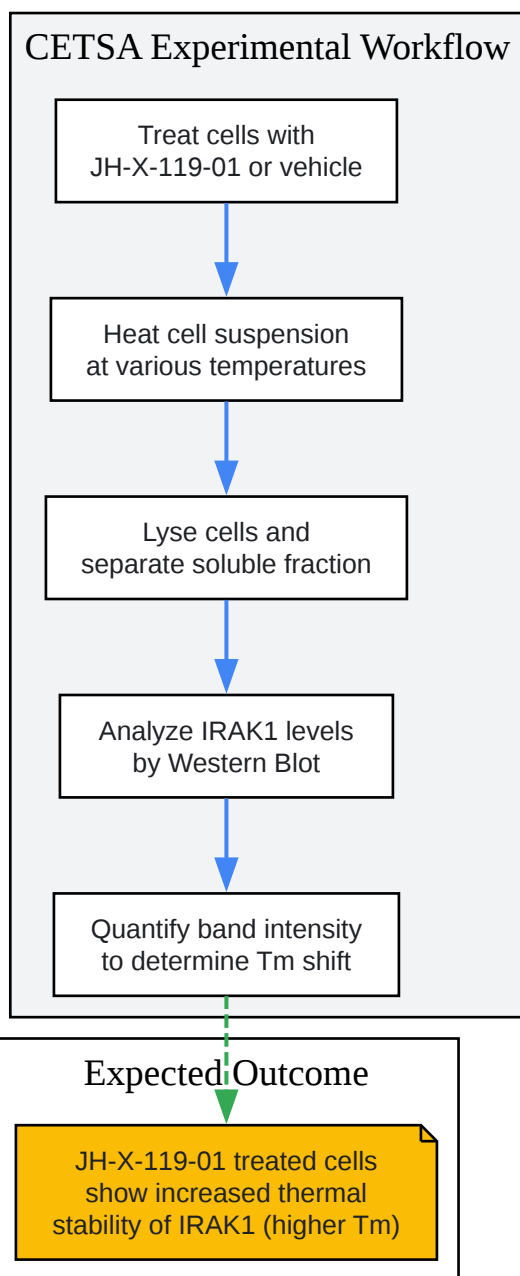 CETSA Experimental Workflow
Treat cells with
JH-X-119-01 or vehicle
Heat cell suspension
at various temperatures
Lyse cells and
separate soluble fraction
Analyze IRAK1 levels
by Western Blot
Quantify band intensity
to determine Tm shift
Expected Outcome
JH-X-119-01 treated cells
show increased thermal
stability of IRAK1 (higher Tm)